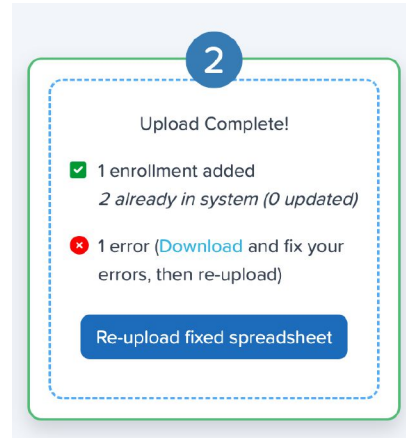 2
Upload Complete!
1 enrollment added
2 already in system (0 updated)
1 error (Download and fix your
errors, then re-upload)
Re-upload fixed spreadsheet